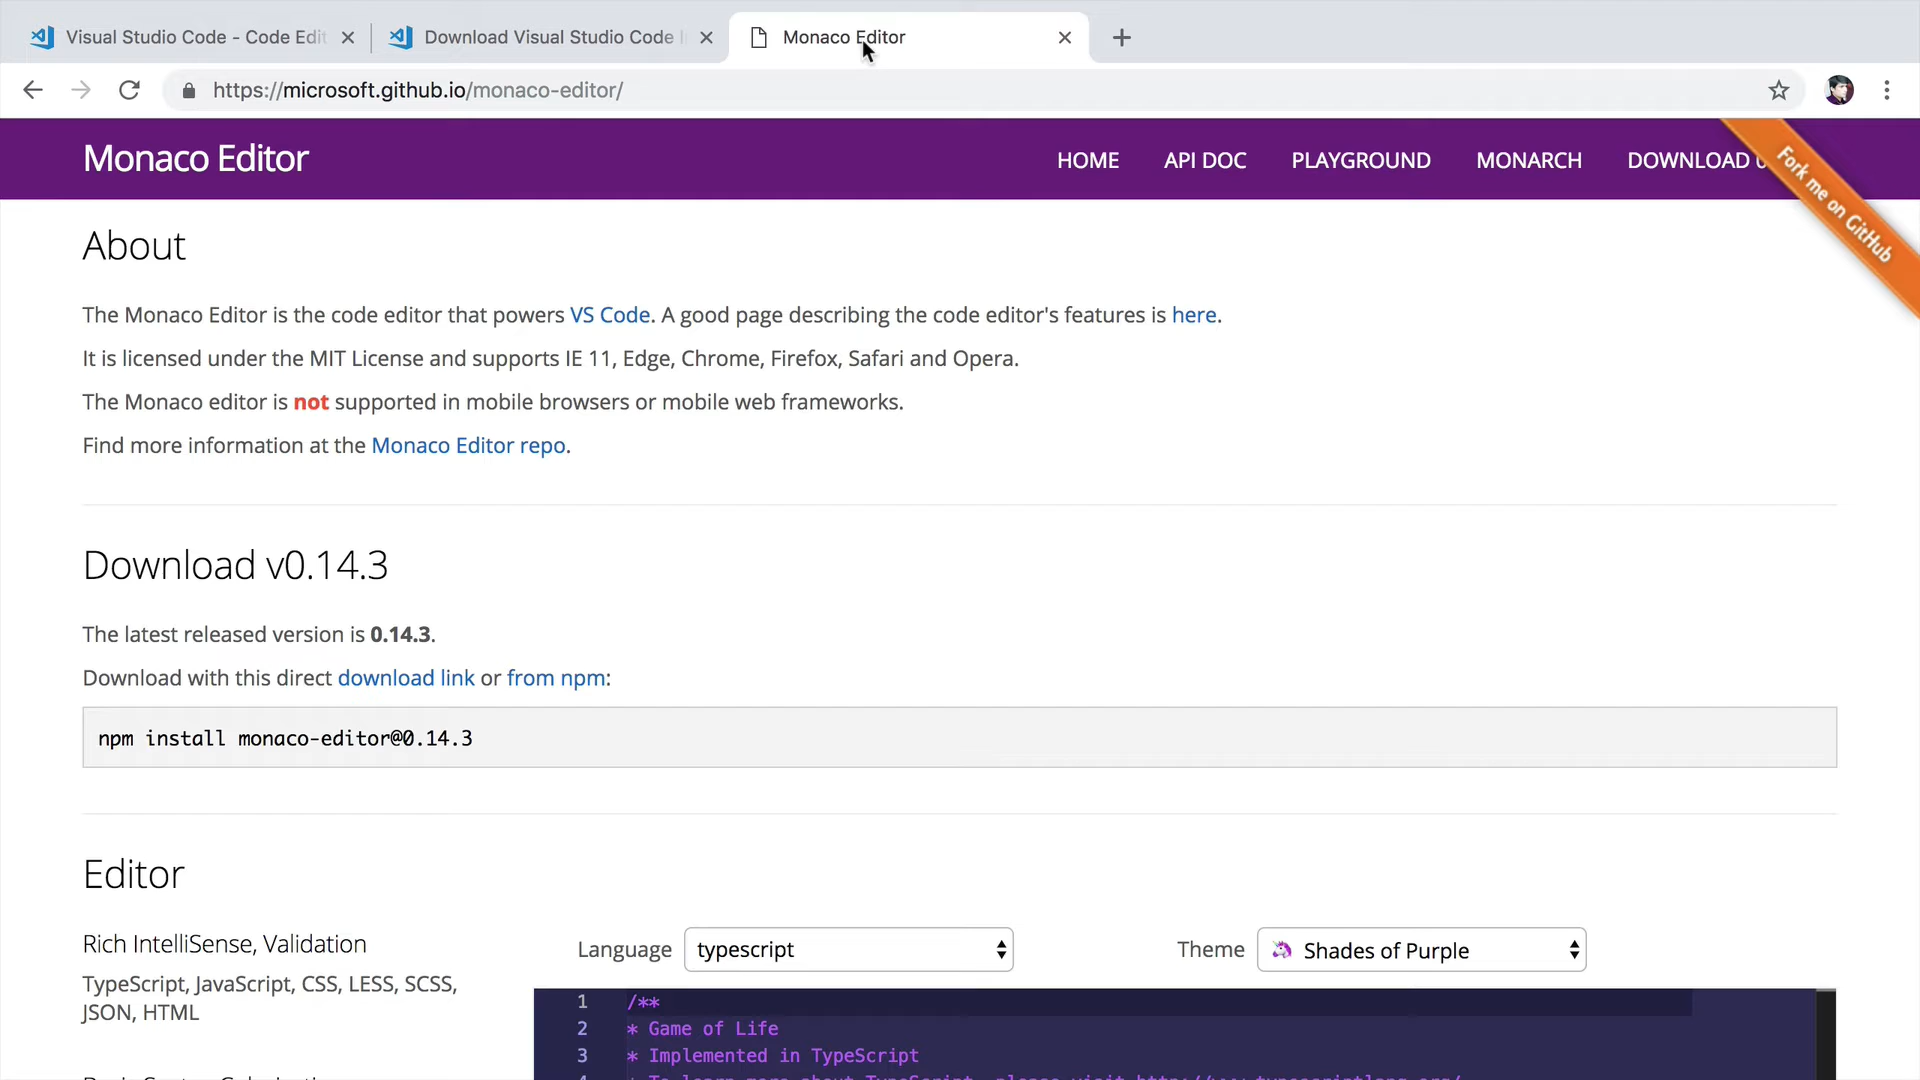 Visual Studio Code - Code Edit
Download Visual Studio Code
Monaco Editor
https://microsoft.github.io/monaco-editor/
Monaco Editor
HOME
API DOC
PLAYGROUND
MONARCH
DOWNLOAD
Fork me on GitHub
About
The Monaco Editor is the code editor that powers VS Code. A good page describing the code editor's features is here.
It is licensed under the MIT License and supports IE 11, Edge, Chrome, Firefox, Safari and Opera.
The Monaco editor is not supported in mobile browsers or mobile web frameworks.
Find more information at the Monaco Editor repo.
Download v0.14.3
The latest released version is 0.14.3.
Download with this direct download link or from npm:
npm install monaco-editor@0.14.3
Editor
Rich IntelliSense, Validation
TypeScript, JavaScript, CSS, LESS, SCSS,
JSON, HTML
Language
typescript
Theme
Shades of Purple
1 /**
2 * Game of Life
3 * Implemented in TypeScript